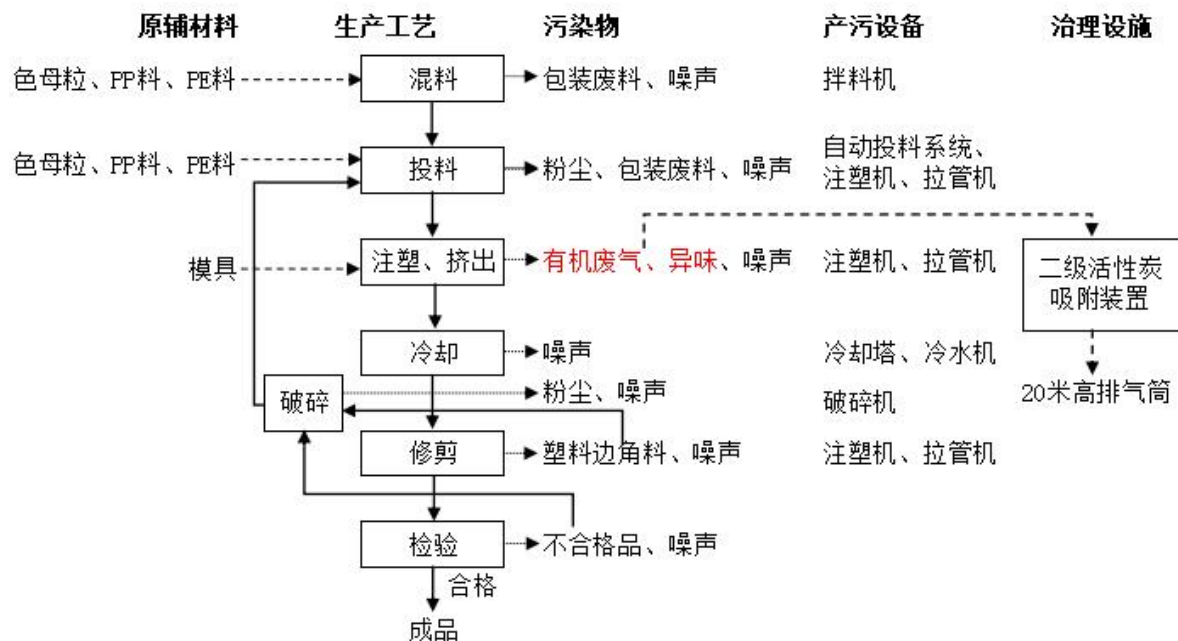 原辅材料 生产工艺 污染物 产污设备 治理设施
色母粒、PP料、PE料 混料 包装废料、噪声 拌料机
色母粒、PP料、PE料 投料 粉尘、包装废料、噪声 自动投料系统、
注塑机、拉管机
模具 注塑、挤出 有机废气、异味、噪声 注塑机、拉管机 二级活性炭
吸附装置
冷却 噪声 冷却塔、冷水机
破碎 粉尘、噪声 破碎机 20米高排气筒
修剪 塑料边角料、噪声 注塑机、拉管机
检验 不合格品、噪声
合格
成品